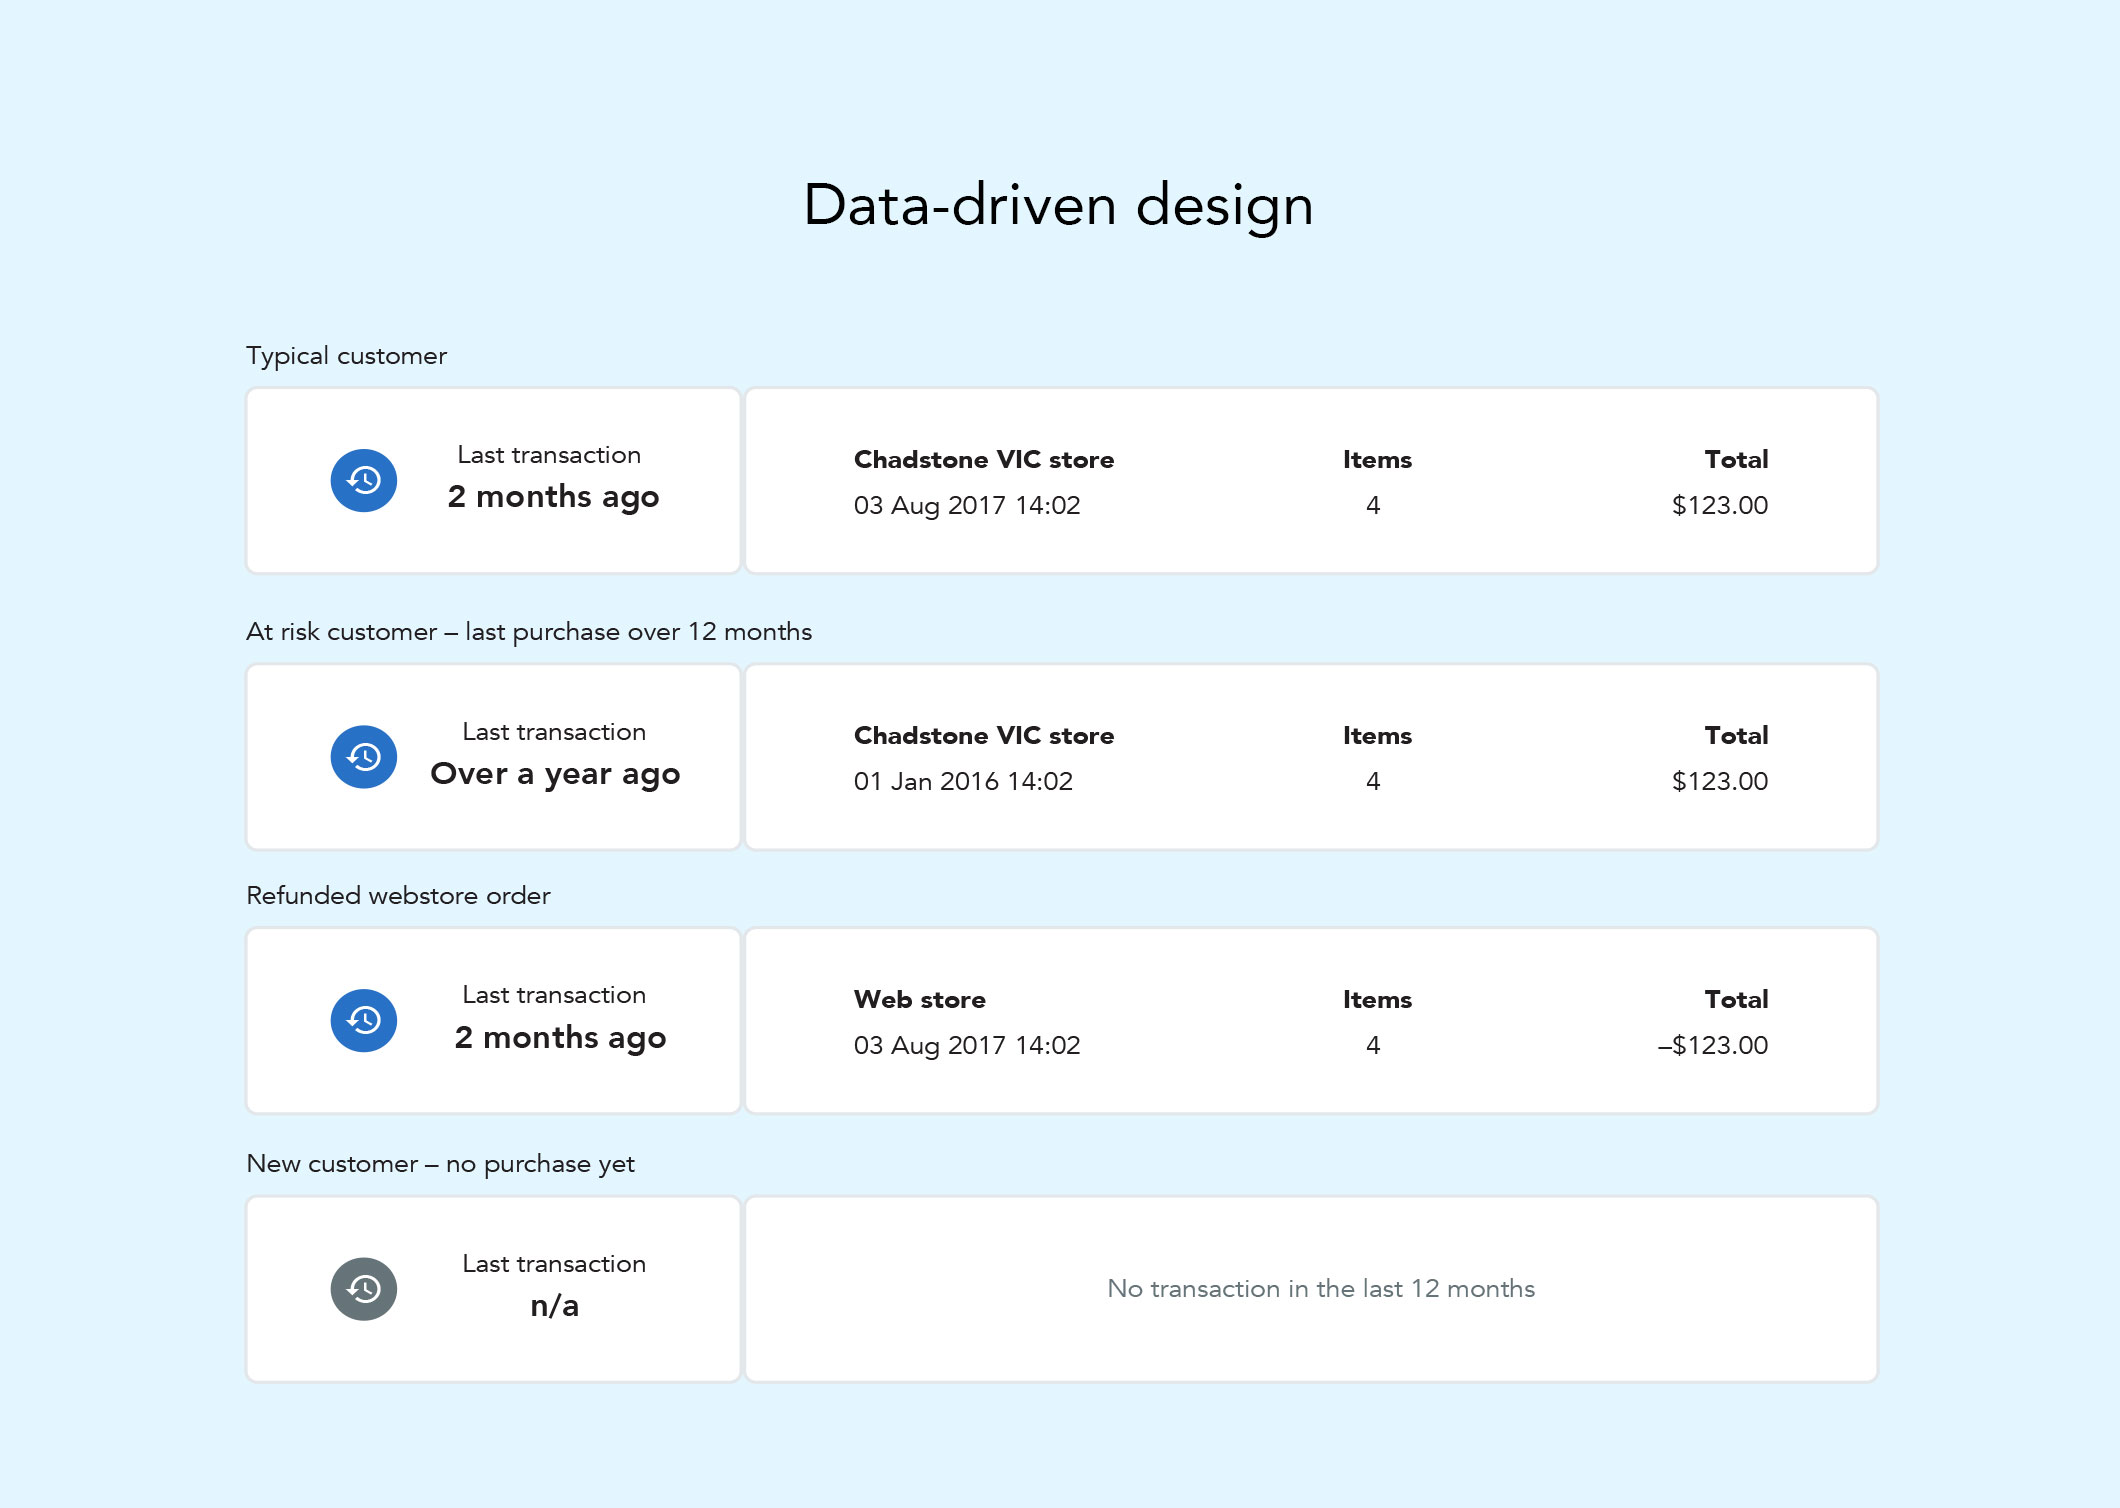 Data-driven design
Typical customer
Last transaction
2 months ago
Chadstone VIC store Items Total
03 Aug 2017 14:02 4 $123.00
At risk customer – last purchase over 12 months
Last transaction
Over a year ago
Chadstone VIC store Items Total
01 Jan 2016 14:02 4 $123.00
Refunded webstore order
Last transaction
2 months ago
Web store Items Total
03 Aug 2017 14:02 4 –$123.00
New customer – no purchase yet
Last transaction
n/a
No transaction in the last 12 months